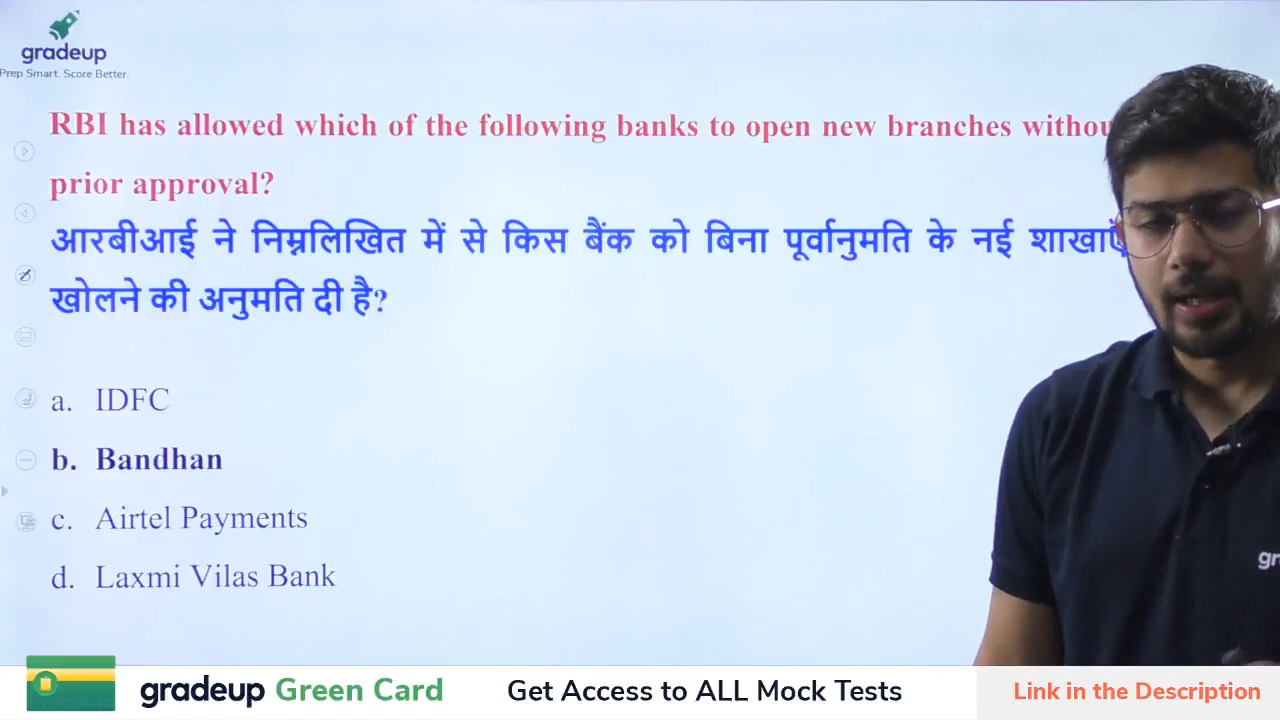 gradeup
Prep Smart. Score Better.
RBI has allowed which of the following banks to open new branches
prior approval?
आरबीआई ने निम्नलिखित में से किस बैंक को बिना पूर्वानुमति के नई शाखाएँ
खोलने की अनुमति दी है?
a. IDFC
b. Bandhan
c. Airtel Payments
d. Laxmi Vilas Bank
gradeup Green Card Get Access to ALL Mock Tests Link in the Description